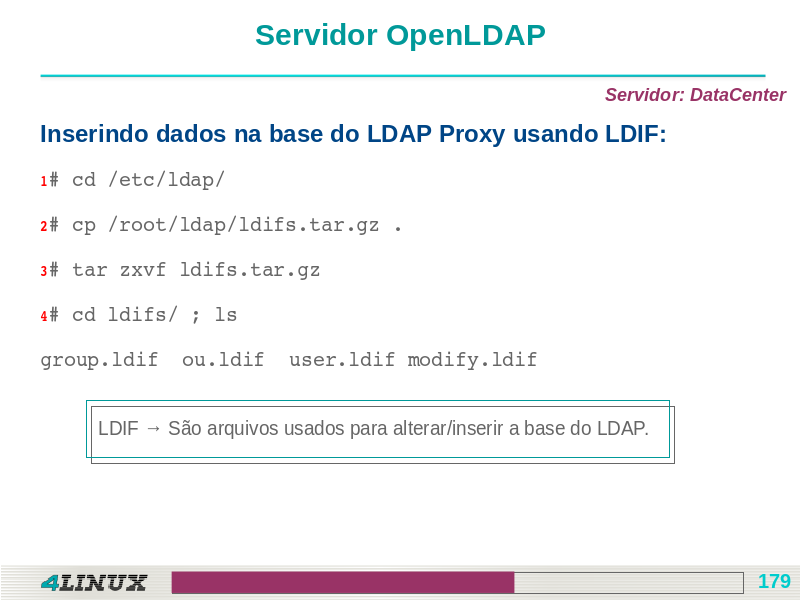 Servidor OpenLDAP
Servidor: DataCenter
Inserindo dados na base do LDAP Proxy usando LDIF:
1# cd /etc/ldap/
2# cp /root/ldap/ldifs.tar.gz .
3# tar zxvf ldifs.tar.gz
4# cd ldifs/ ; ls
group.ldif  ou.ldif  user.ldif modify.ldif
LDIF → São arquivos usados para alterar/inserir a base do LDAP.
4LINUX
179